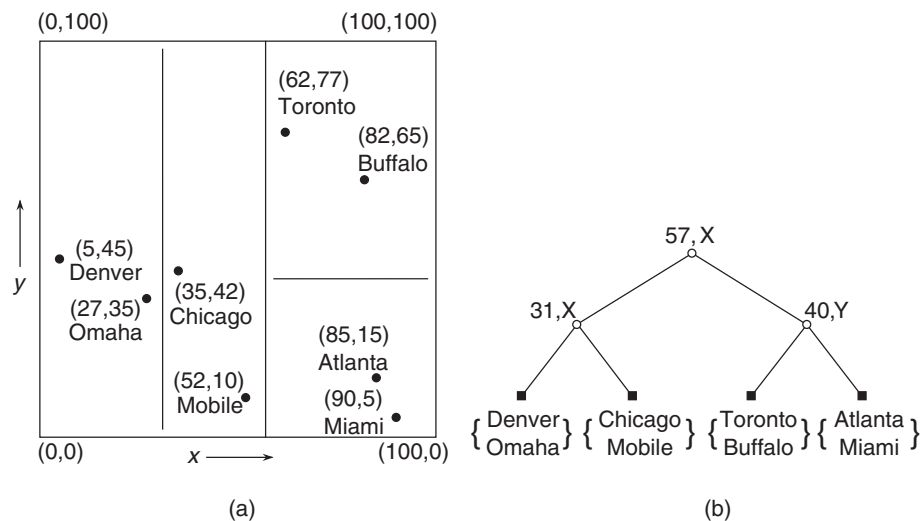 (0,100)
(100,100)
(62,77)
Toronto
(82,65)
Buffalo
y
(5,45)
Denver
(27,35)
Omaha
(35,42)
Chicago
(85,15)
Atlanta
(52,10)
Mobile
(90,5)
Miami
(0,0)
x
(100,0)
(a)
57,X
31,X
40,Y
{Denver
Omaha}
{Chicago
Mobile}
{Toronto
Buffalo}
{Atlanta
Miami}
(b)